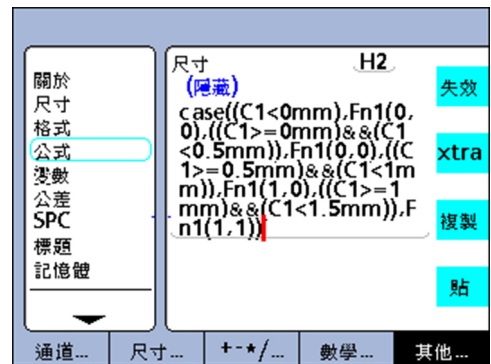 關於
尺寸
格式
公式
變數
公差
SPC
標題
記憶體
尺寸 H2
(隱藏)
case((C1<0mm),Fn1(0,
0),((C1>=0mm)&&(C1
<0.5mm)),Fn1(0,0),((C
1>=0.5mm)&&(C1<1m
m)),Fn1(1,0),((C1>=1
mm)&&(C1<1.5mm)),F
n1(1,1))
失效
xtra
複製
貼
通道...
尺寸...
+-*/...
數學...
其他...